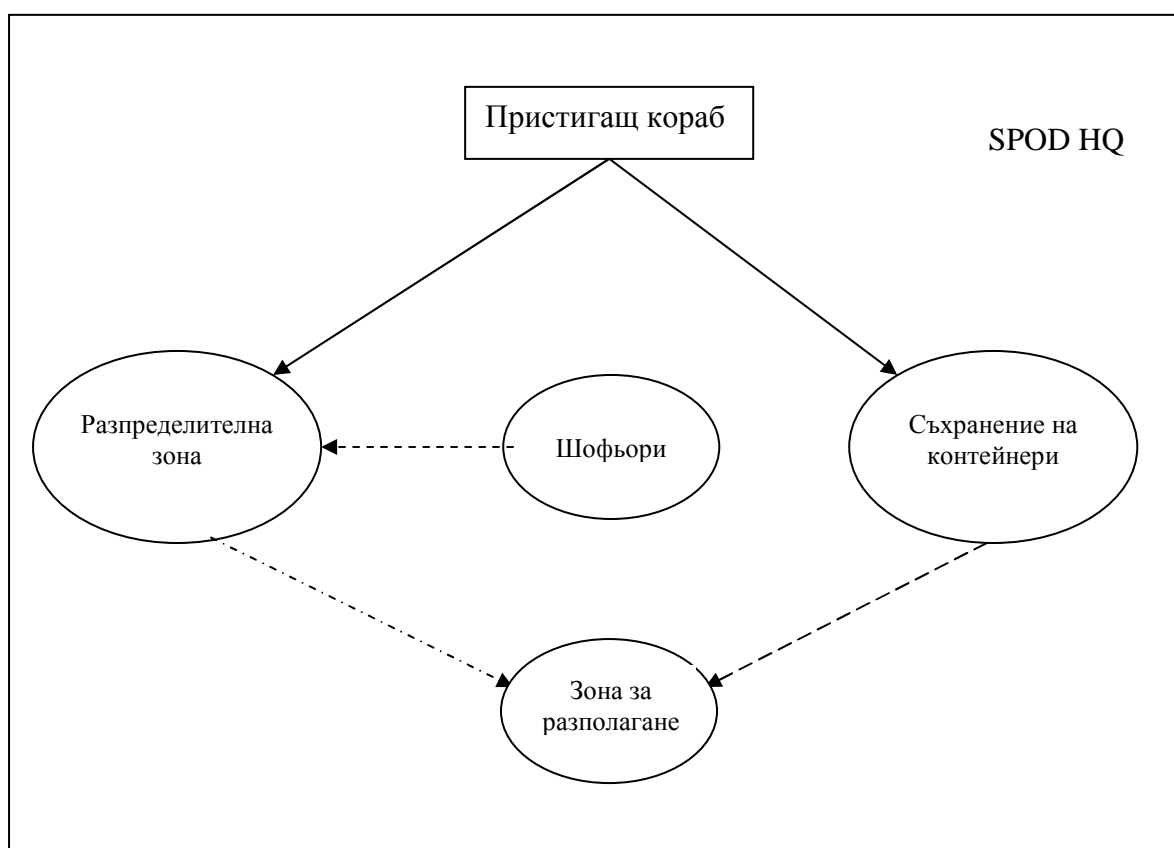 Пристигащ кораб
SPOD HQ
Разпределителна
зона
Шофьори
Съхранение на
контейнери
Зона за
разполагане